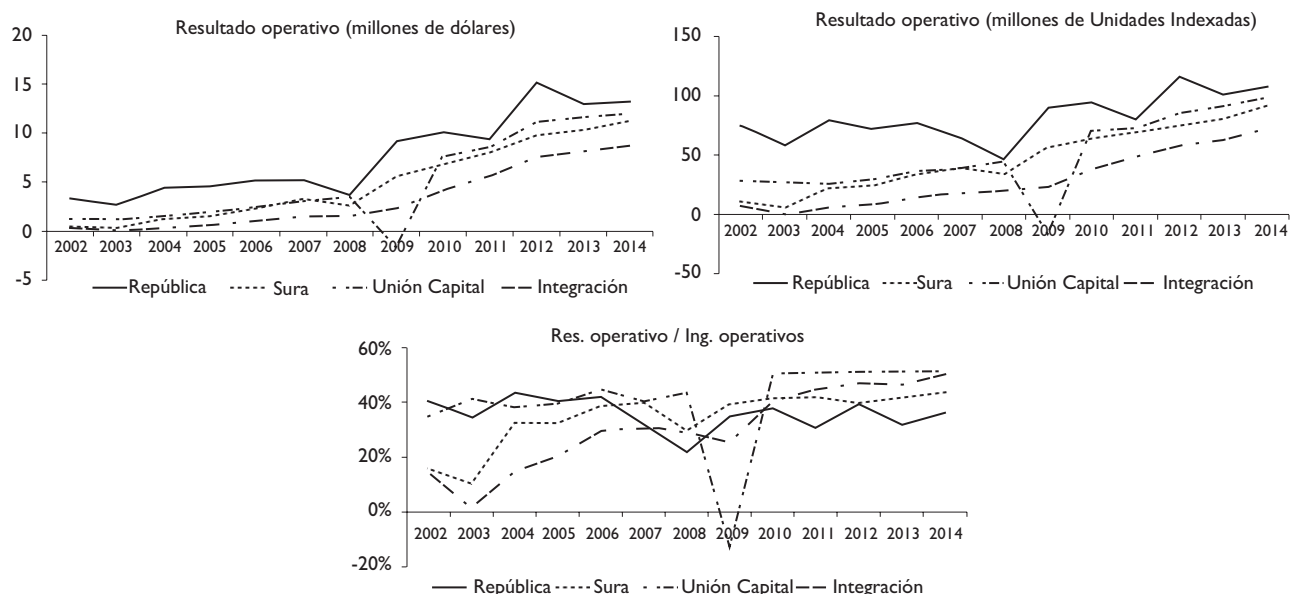 Resultado operativo (millones de dólares)
20
15
10
5
0
-5
2002 2003 2004 2005 2006 2007 2008 2009 2010 2011 2012 2013 2014
República Sura Unión Capital Integración
Resultado operativo (millones de Unidades Indexadas)
150
100
50
0
-50
2002 2003 2004 2005 2006 2007 2008 2009 2010 2011 2012 2013 2014
República Sura Unión Capital Integración
Res. operativo / Ing. operativos
60%
40%
20%
0%
-20%
2002 2003 2004 2005 2006 2007 2008 2009 2010 2011 2012 2013 2014
República Sura Unión Capital Integración